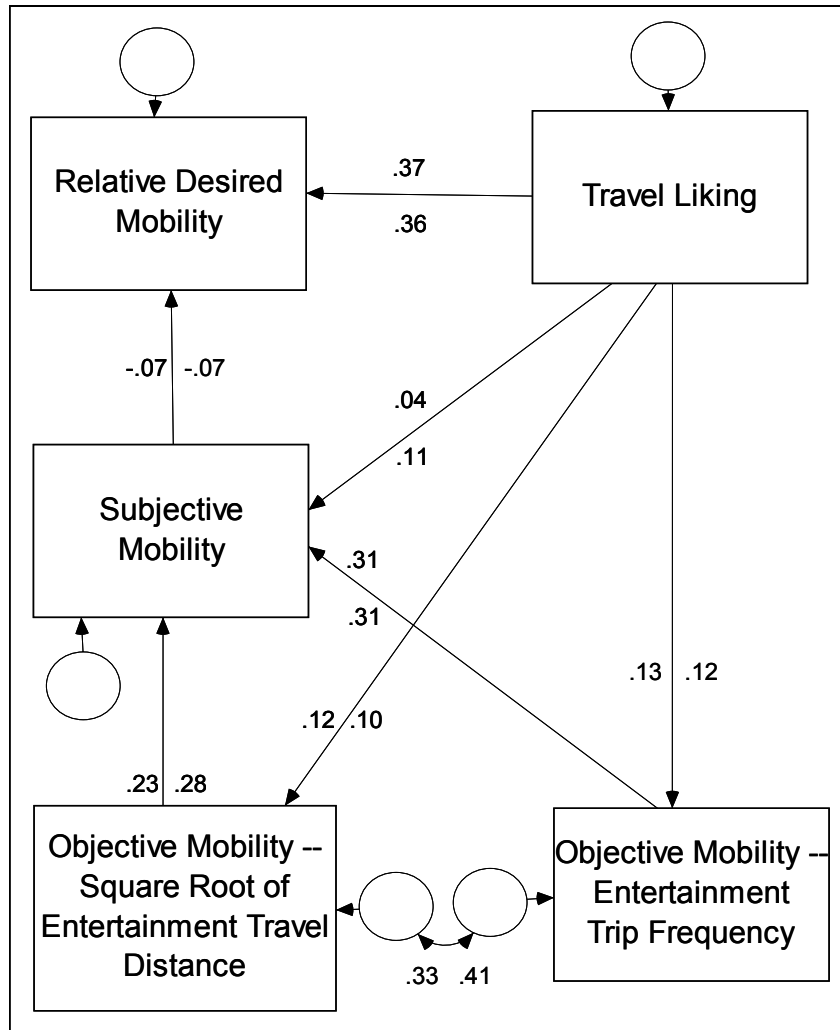 Relative Desired
Mobility
.37
.36
Travel Liking
-.07 -.07
.04
.11
Subjective
Mobility
.31
.31
.13 .12
.12 .10
.23 .28
Objective Mobility --
Square Root of
Entertainment Travel
Distance
Objective Mobility --
Entertainment
Trip Frequency
.33 .41